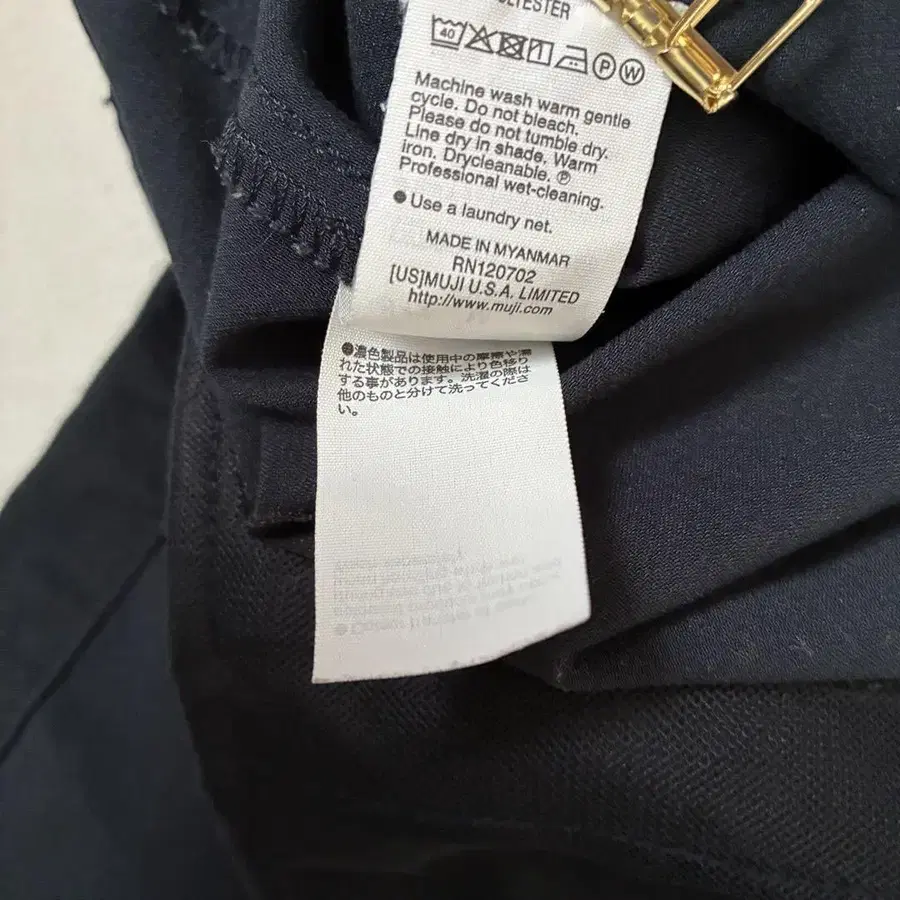 LYESTER
40 P W
Machine wash warm gentle
cycle. Do not bleach.
Please do not tumble dry.
Line dry in shade. Warm
iron. Drycleanable. Ⓟ
Professional wet-cleaning.
●Use a laundry net.
MADE IN MYANMAR
RN120702
[US]MUJI U.S.A. LIMITED
http://www.muji.com
●濃色製品は使用中の摩擦や濡
れた状態での接触により色移り
する事があります。洗濯の際は
他のものと分けて洗ってくださ
い。